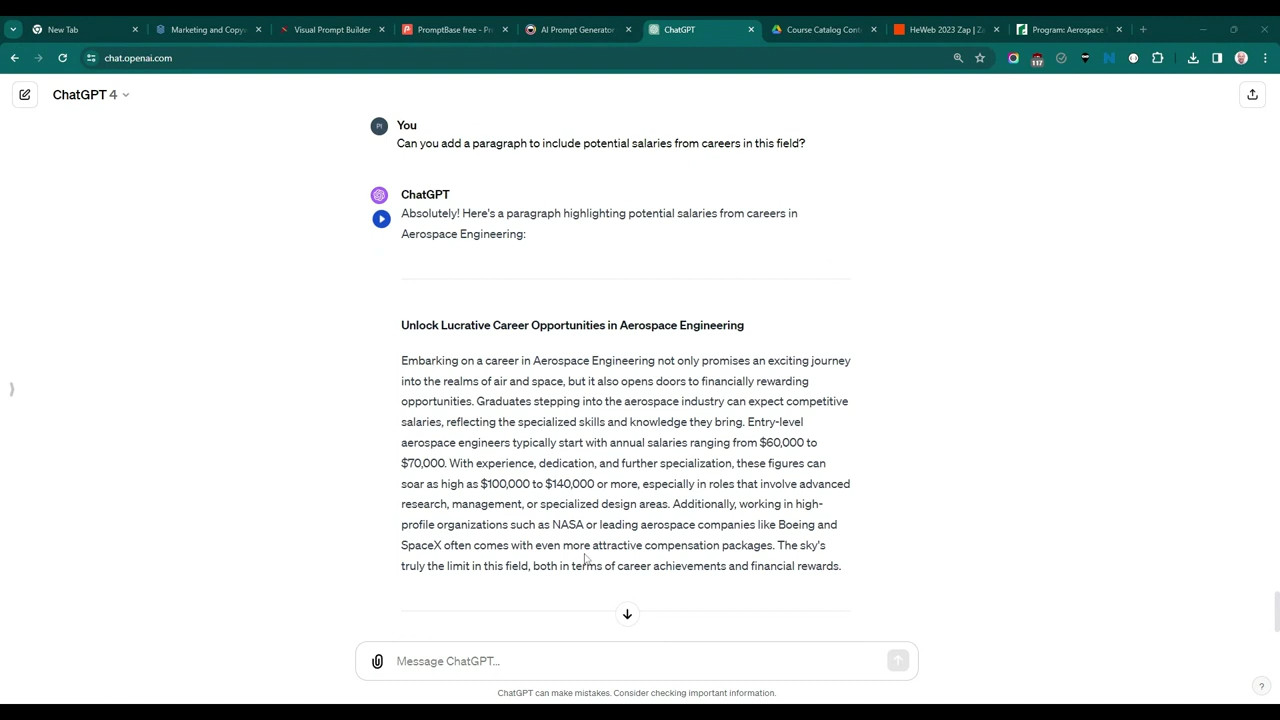 New Tab
Marketing and Copyw
Visual Prompt Builder
PromptBase free - Pr
AI Prompt Generator
ChatGPT
Course Catalog Cont
HeWeb 2023 Zap | Za
Program: Aerospace
chat.openai.com
117
ChatGPT 4
PI
You
Can you add a paragraph to include potential salaries from careers in this field?
ChatGPT
Absolutely! Here's a paragraph highlighting potential salaries from careers in
Aerospace Engineering:
Unlock Lucrative Career Opportunities in Aerospace Engineering
Embarking on a career in Aerospace Engineering not only promises an exciting journey
into the realms of air and space, but it also opens doors to financially rewarding
opportunities. Graduates stepping into the aerospace industry can expect competitive
salaries, reflecting the specialized skills and knowledge they bring. Entry-level
aerospace engineers typically start with annual salaries ranging from $60,000 to
$70,000. With experience, dedication, and further specialization, these figures can
soar as high as $100,000 to $140,000 or more, especially in roles that involve advanced
research, management, or specialized design areas. Additionally, working in high-
profile organizations such as NASA or leading aerospace companies like Boeing and
SpaceX often comes with even more attractive compensation packages. The sky's
truly the limit in this field, both in terms of career achievements and financial rewards.
Message ChatGPT...
ChatGPT can make mistakes. Consider checking important information.
?